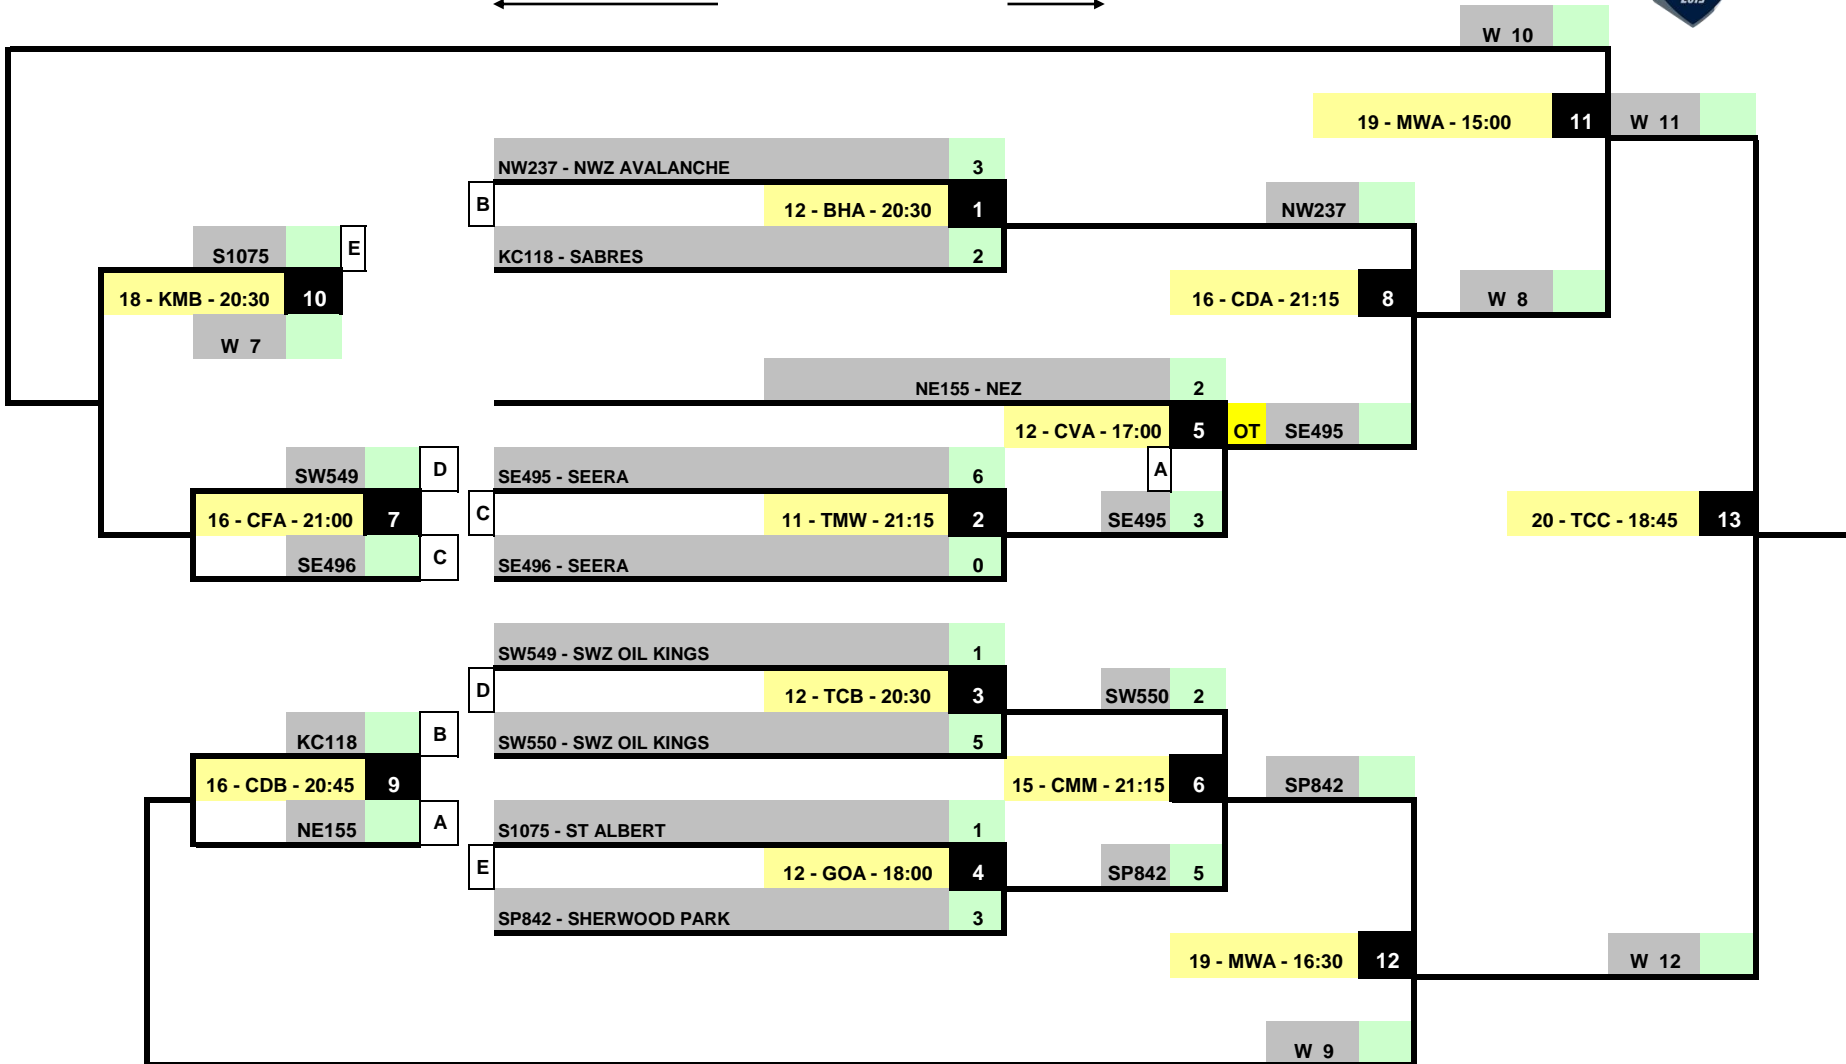 2015
W 10
19 - MWA - 15:00 11 W 11
NW237 - NWZ AVALANCHE 3
B 12 - BHA - 20:30 1 NW237
S1075 E KC118 - SABRES 2
18 - KMB - 20:30 10 16 - CDA - 21:15 8 W 8
W 7
NE155 - NEZ 2
12 - CVA - 17:00 5 OT SE495
SW549 D SE495 - SEERA 6 A
16 - CFA - 21:00 7 C 11 - TMW - 21:15 2 SE495 3 20 - TCC - 18:45 13
SE496 C SE496 - SEERA 0
SW549 - SWZ OIL KINGS 1
D 12 - TCB - 20:30 3 SW550 2
KC118 B SW550 - SWZ OIL KINGS 5
16 - CDB - 20:45 9 15 - CMM - 21:15 6 SP842
NE155 A S1075 - ST ALBERT 1
E 12 - GOA - 18:00 4 SP842 5
SP842 - SHERWOOD PARK 3
19 - MWA - 16:30 12 W 12
W 9